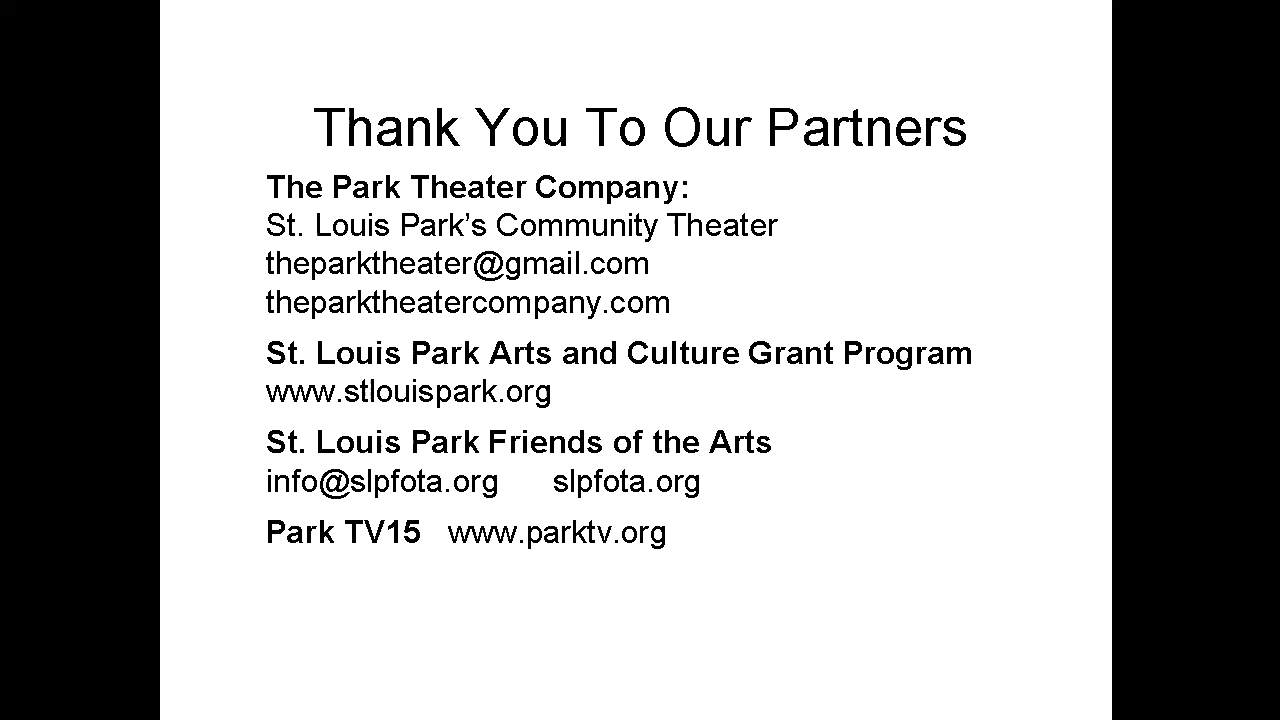 Thank You To Our Partners
The Park Theater Company:
St. Louis Park’s Community Theater
theparktheater@gmail.com
theparktheatercompany.com
St. Louis Park Arts and Culture Grant Program
www.stlouispark.org
St. Louis Park Friends of the Arts
info@slpfota.org slpfota.org
Park TV15 www.parktv.org